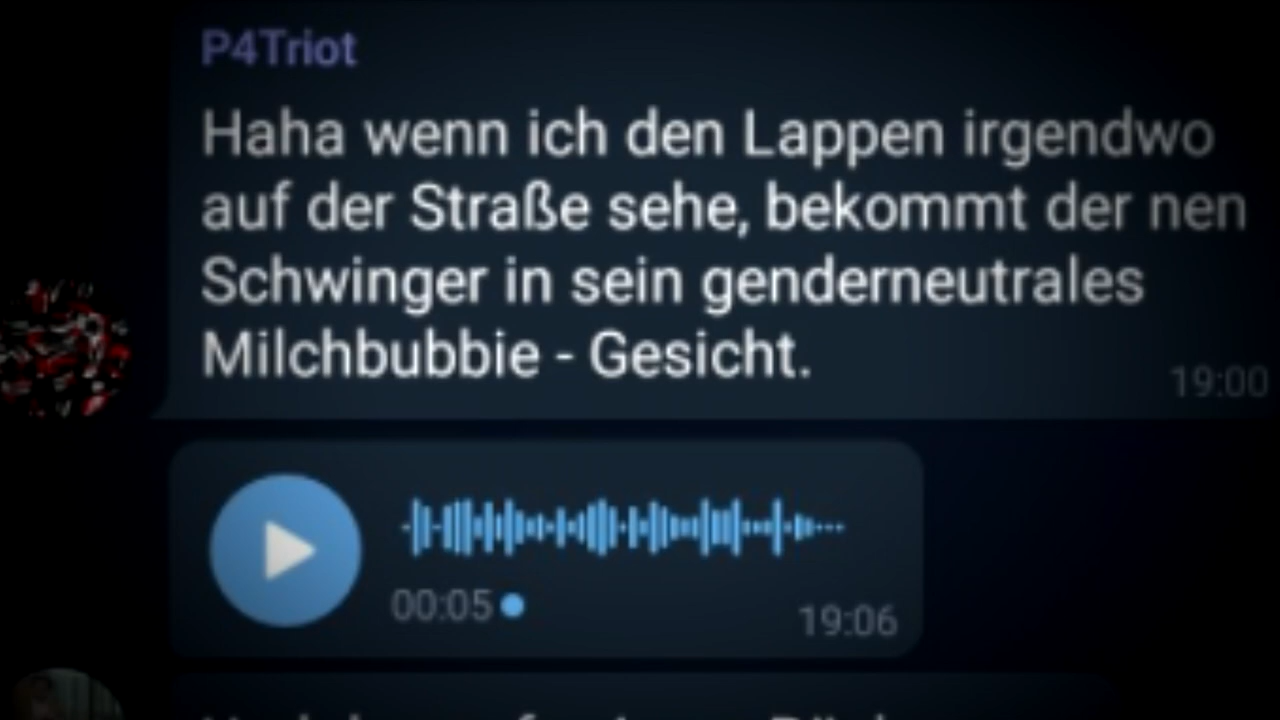 P4Triot
Haha wenn ich den Lappen irgendwo
auf der Straße sehe, bekommt der nen
Schwinger in sein genderneutrales
Milchbubbie - Gesicht.
19:00
00:05
19:06